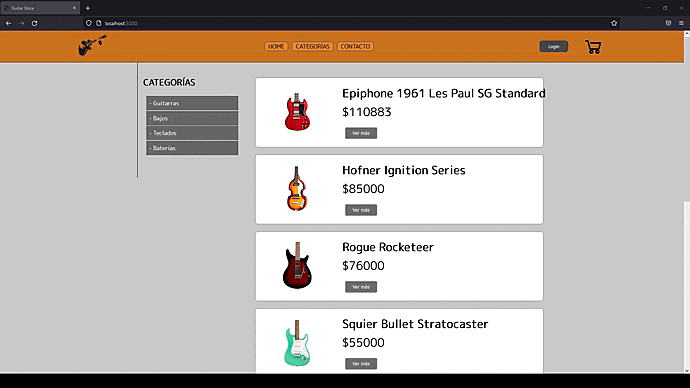 Guitar Store
localhost:3000
HOME
CATEGORÍAS
CONTACTO
Login
CATEGORÍAS
- Guitarras
- Bajos
- Teclados
- Baterías
Epiphone 1961 Les Paul SG Standard
$110883
Ver más
Hofner Ignition Series
$85000
Ver más
Rogue Rocketeer
$76000
Ver más
Squier Bullet Stratocaster
$55000
Ver más